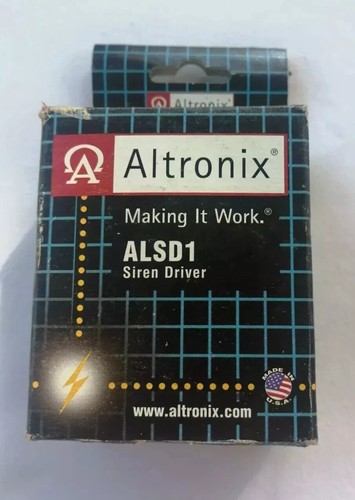 Altronix®
Altronix®
Making It Work.®
ALSD1
Siren Driver
MADE IN
U.S.A.
www.altronix.com